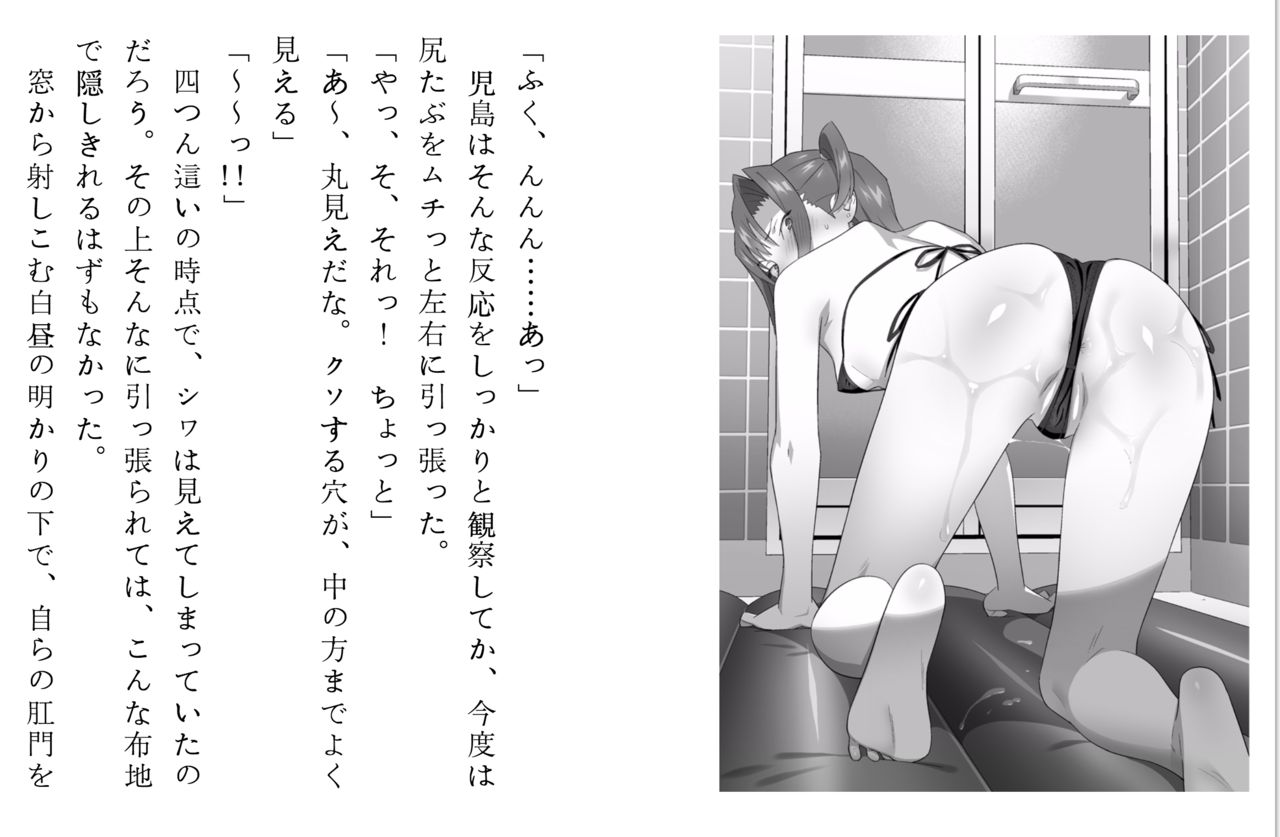 「ふく、んんん……あっ」
児島はそんな反応をしっかりと観察してか、今度は
尻たぶをムチっと左右に引っ張った。
「やっ、そ、それっ!　ちょっと」
「あ〜、丸見えだな。クソする穴が、中の方までよく
見える」
「〜〜っ!!」
四つん這いの時点で、シワは見えてしまっていたの
だろう。その上そんなに引っ張られては、こんな布地
で隠しきれるはずもなかった。
窓から射しこむ白昼の明かりの下で、自らの肛門を